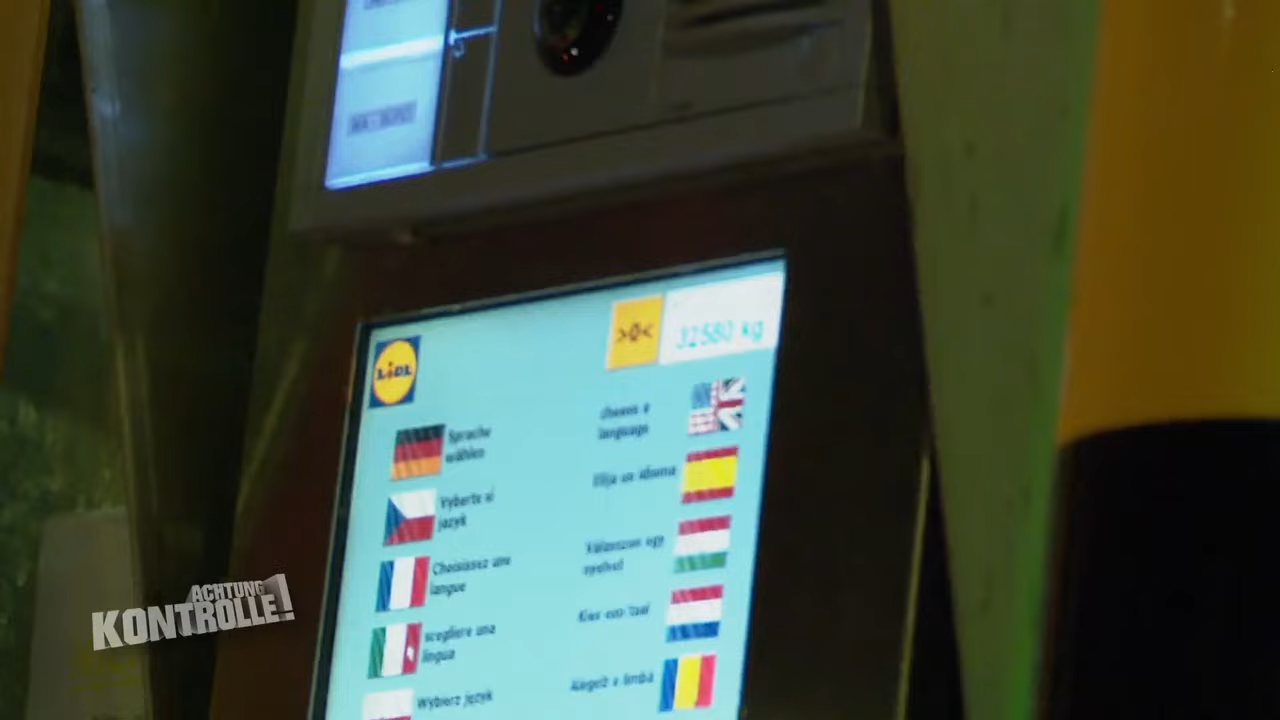 >0<
32580 kg
LIDL
Sprache
wählen
choose a
language
Vyberte si
jazyk
Elija un idioma
Choisissez une
langue
Válasszon egy
nyelvet
scegliere una
lingua
Kies een taal
Wybierz język
Alegeți o limbă
ACHTUNG
KONTROLLE!